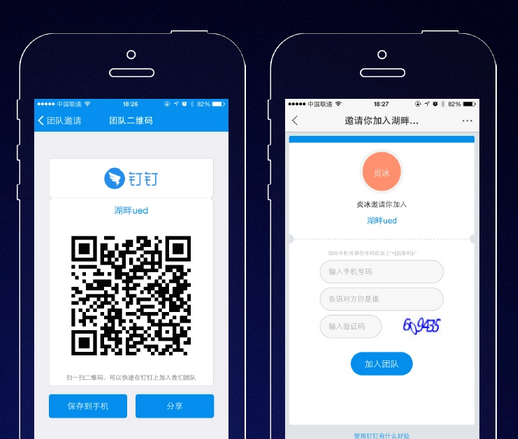 中国联通
18:26
82%
团队邀请
团队二维码
钉钉
湖畔ued
扫一扫二维码，可以快速在钉钉上加入我们团队
保存到手机
分享
中国联通
18:27
82%
邀请你加入湖畔...
炎冰
炎冰邀请你加入
湖畔ued
输入手机号码
告诉对方你是谁
输入验证码
加入团队
使用钉钉有什么好处